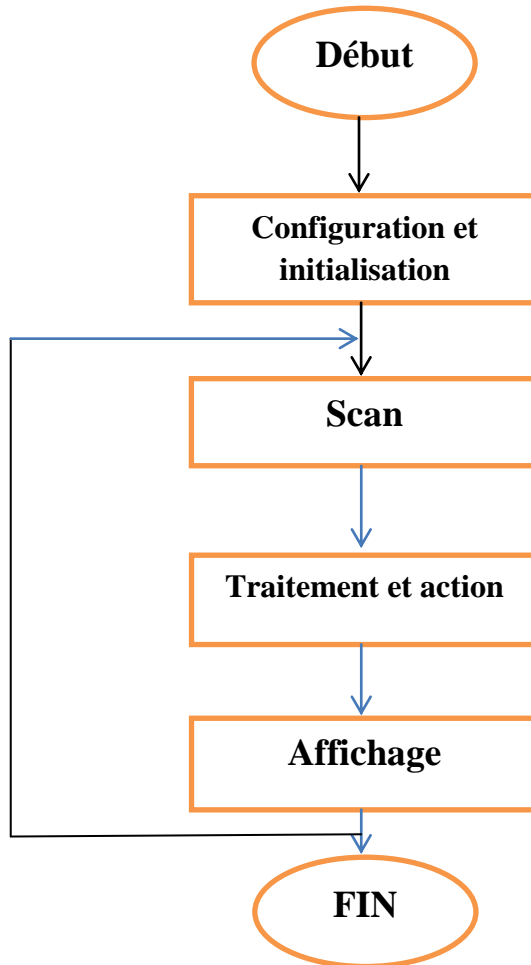 Début
Configuration et
initialisation
Scan
Traitement et action
Affichage
FIN